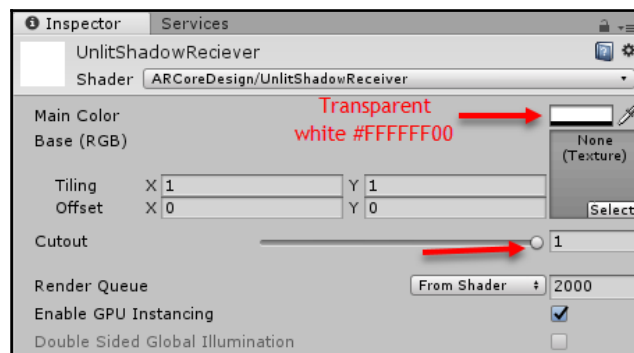 Inspector Services
UnlitShadowReciever
Shader ARCoreDesign/UnlitShadowReceiver
Main Color
Transparent
white #FFFFFF00
Base (RGB)
None
(Texture)
Tiling X 1 Y 1
Offset X 0 Y 0
Select
Cutout 1
Render Queue From Shader 2000
Enable GPU Instancing
Double Sided Global Illumination